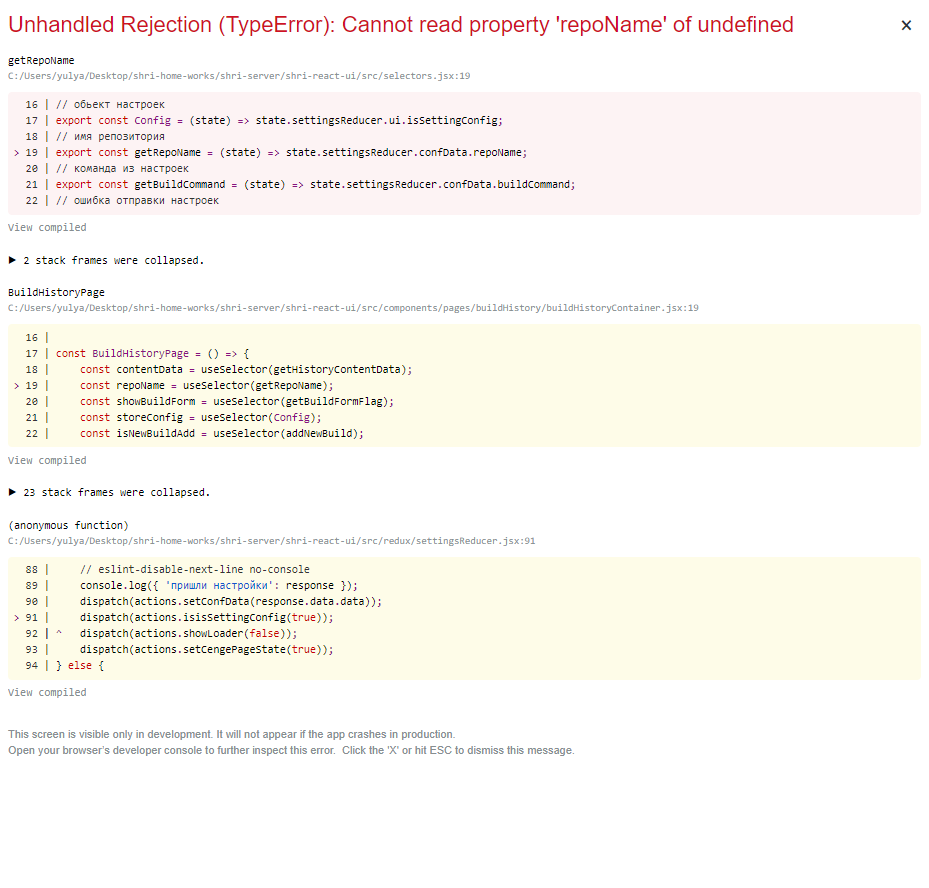 Unhandled Rejection (TypeError): Cannot read property 'repoName' of undefined
×
getRepoName
C:/Users/yulya/Desktop/shri-home-works/shri-server/shri-react-ui/src/selectors.jsx:19
16 | // обьект настроек
17 | export const Config = (state) => state.settingsReducer.ui.isSettingConfig;
18 | // имя репозитория
> 19 | export const getRepoName = (state) => state.settingsReducer.confData.repoName;
20 | // команда из настроек
21 | export const getBuildCommand = (state) => state.settingsReducer.confData.buildCommand;
22 | // ошибка отправки настроек
View compiled
▶ 2 stack frames were collapsed.
BuildHistoryPage
C:/Users/yulya/Desktop/shri-home-works/shri-server/shri-react-ui/src/components/pages/buildHistory/buildHistoryContainer.jsx:19
16 |
17 | const BuildHistoryPage = () => {
18 |     const contentData = useSelector(getHistoryContentData);
> 19 |     const repoName = useSelector(getRepoName);
20 |     const showBuildForm = useSelector(getBuildFormFlag);
21 |     const storeConfig = useSelector(Config);
22 |     const isNewBuildAdd = useSelector(addNewBuild);
View compiled
▶ 23 stack frames were collapsed.
(anonymous function)
C:/Users/yulya/Desktop/shri-home-works/shri-server/shri-react-ui/src/redux/settingsReducer.jsx:91
88 |     // eslint-disable-next-line no-console
89 |     console.log({ 'пришли настройки': response });
90 |     dispatch(actions.setConfData(response.data.data));
> 91 |     dispatch(actions.isisSettingConfig(true));
92 | ^   dispatch(actions.showLoader(false));
93 |     dispatch(actions.setCengePageState(true));
94 | } else {
View compiled
This screen is visible only in development. It will not appear if the app crashes in production.
Open your browser's developer console to further inspect this error.  Click the 'X' or hit ESC to dismiss this message.